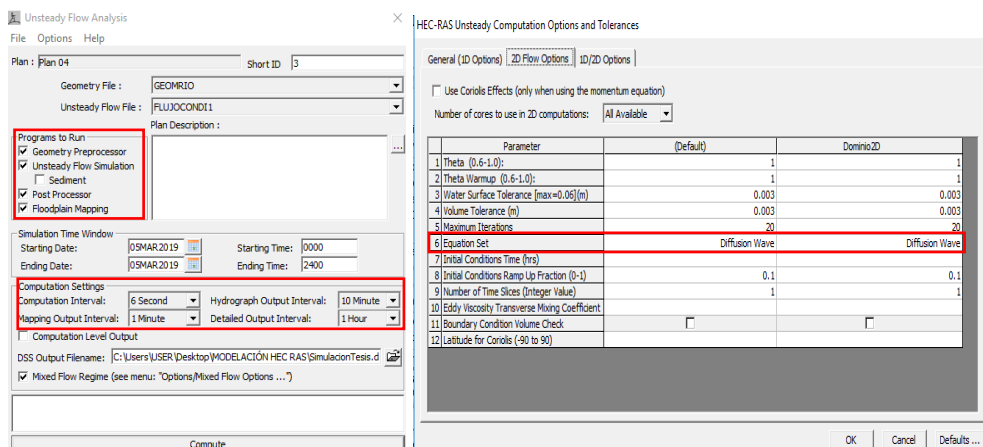 Unsteady Flow Analysis
File Options Help
Plan : Plan 04 Short ID 3
Geometry File : GEOMRIO
Unsteady Flow File : FLUJOCONDI1
Plan Description :
Programs to Run
Geometry Preprocessor
Unsteady Flow Simulation
Sediment
Post Processor
Floodplain Mapping
...
Simulation Time Window
Starting Date: 05MAR2019 Starting Time: 0000
Ending Date: 05MAR2019 Ending Time: 2400
Computation Settings
Computation Interval: 6 Second Hydrograph Output Interval: 10 Minute
Mapping Output Interval: 1 Minute Detailed Output Interval: 1 Hour
Computation Level Output
DSS Output Filename: C:\Users\USER\Desktop\MODELACIÓN HEC RAS\SimulacionTesis.d
Mixed Flow Regime (see menu: "Options/Mixed Flow Options ...")
Compute
HEC-RAS Unsteady Computation Options and Tolerances
General (1D Options) 2D Flow Options 1D/2D Options
Use Coriolis Effects (only when using the momentum equation)
Number of cores to use in 2D computations: All Available
Parameter (Default) Dominio2D
1 Theta (0.6-1.0): 1 1
2 Theta Warmup (0.6-1.0): 1 1
3 Water Surface Tolerance [max=0.06](m) 0.003 0.003
4 Volume Tolerance (m) 0.003 0.003
5 Maximum Iterations 20 20
6 Equation Set Diffusion Wave Diffusion Wave
7 Initial Conditions Time (hrs)
8 Initial Conditions Ramp Up Fraction (0-1) 0.1 0.1
9 Number of Time Slices (Integer Value) 1 1
10 Eddy Viscosity Transverse Mixing Coefficient
11 Boundary Condition Volume Check
12 Latitude for Coriolis (-90 to 90)
OK Cancel Defaults ...